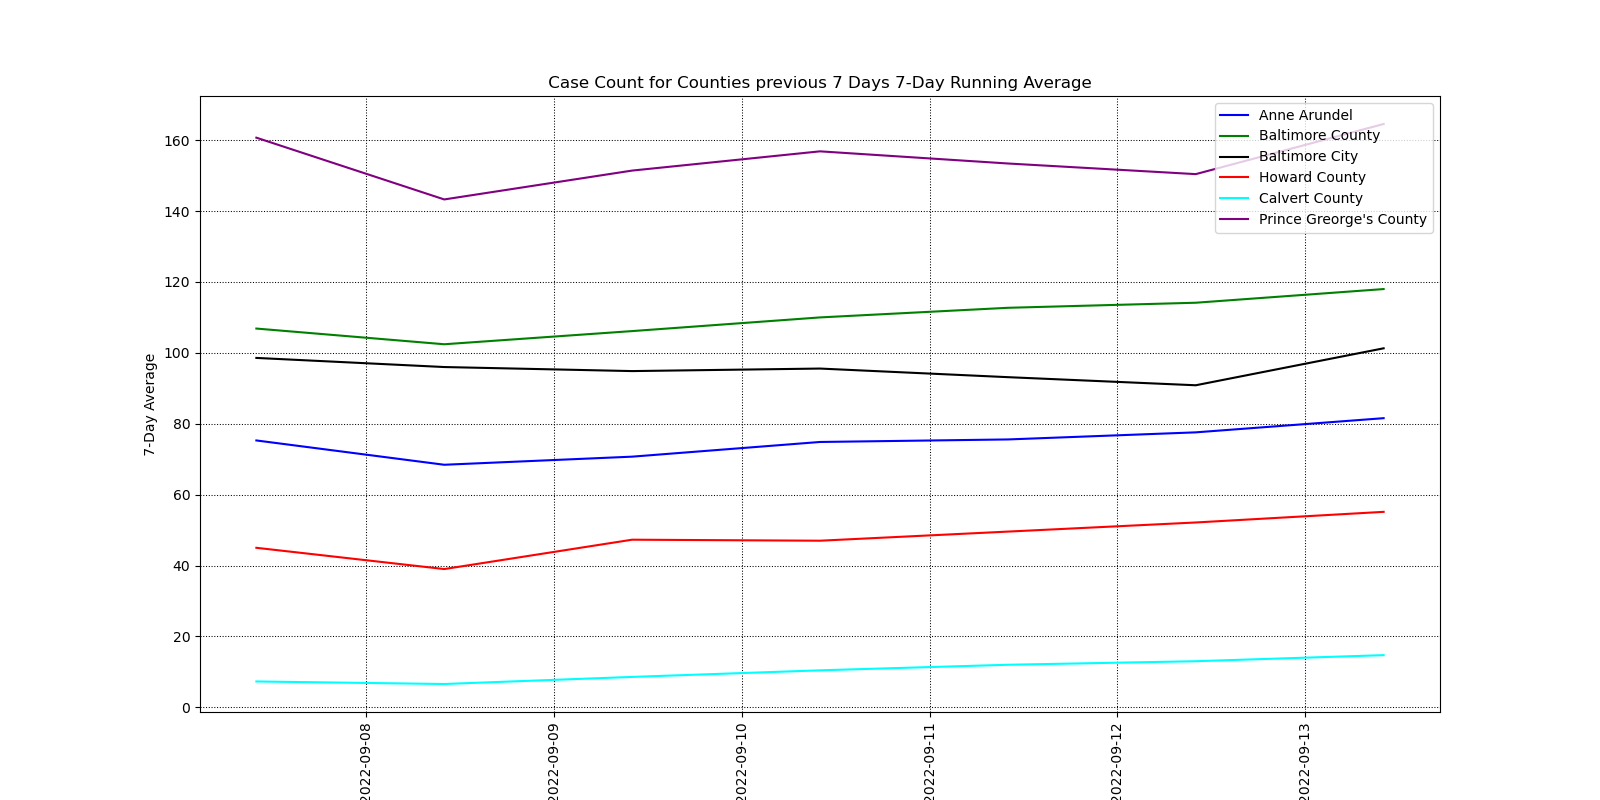 Case Count for Counties previous 7 Days 7-Day Running Average
Anne Arundel
Baltimore County
Baltimore City
Howard County
Calvert County
Prince Greorge's County
7-Day Average
160
140
120
100
80
60
40
20
0
2022-09-08
2022-09-09
2022-09-10
2022-09-11
2022-09-12
2022-09-13